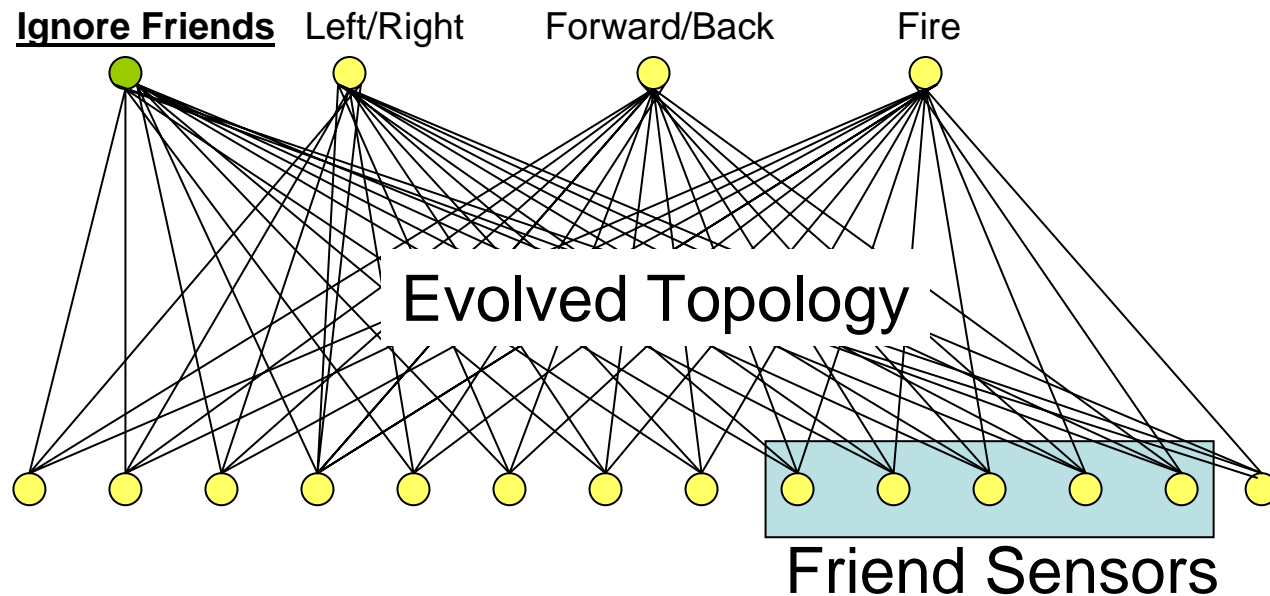 Ignore Friends Left/Right Forward/Back Fire
Evolved Topology
Friend Sensors